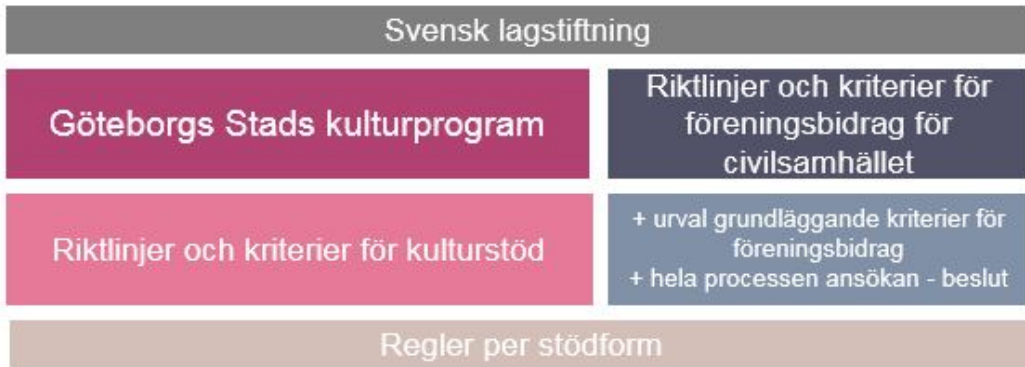 Svensk lagstiftning
Göteborgs Stads kulturprogram
Riktlinjer och kriterier för
föreningsbidrag för
civilsamhället
Riktlinjer och kriterier för kulturstöd
+ urval grundläggande kriterier för
föreningsbidrag
+ hela processen ansökan - beslut
Regler per stödform